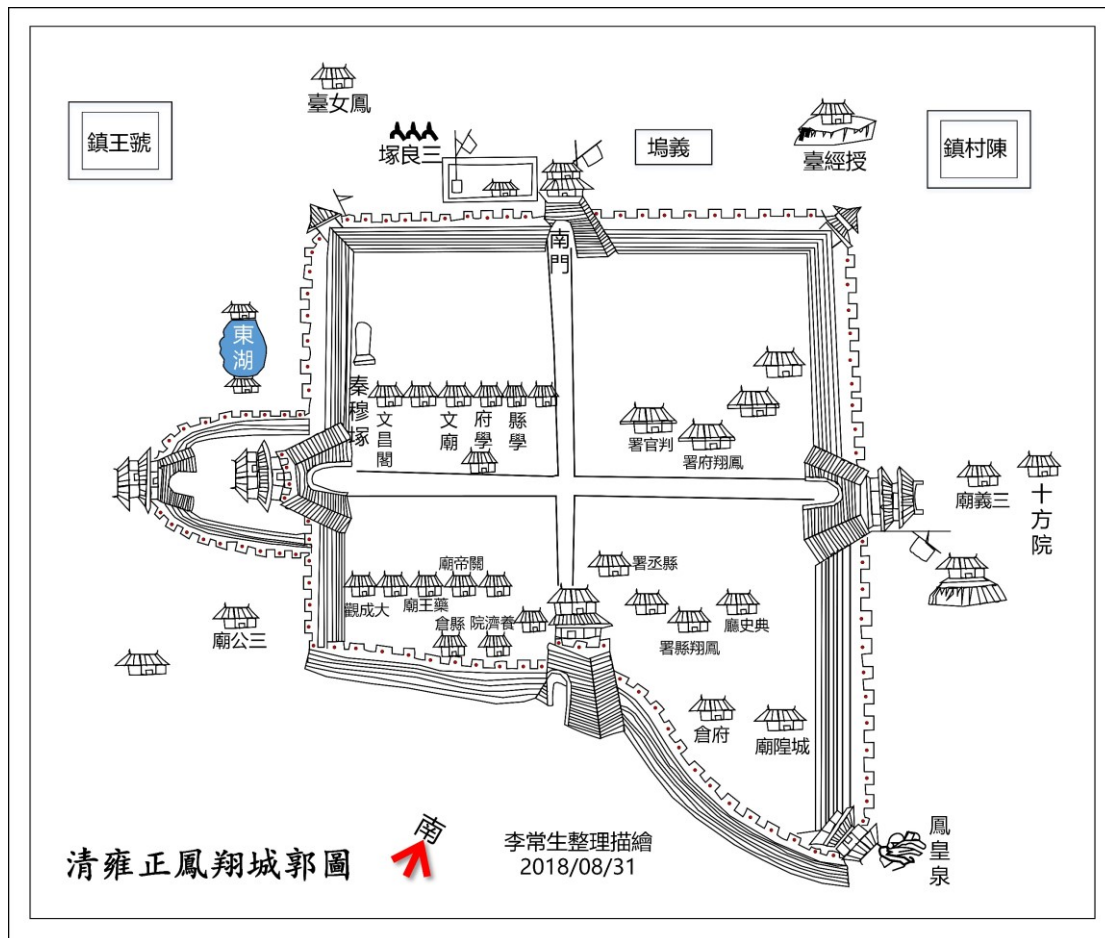 鳳女臺
虢王鎮
三良塚
義塢
授經臺
陳村鎮
南門
東湖
秦穆塚
文昌閣
文廟
府學
縣學
判官署
鳳翔府署
三義廟
十方院
關帝廟
大成觀
藥王廟
縣倉
養濟院
縣丞署
典史廳
鳳翔縣署
三公廟
府倉
城隍廟
鳳皇泉
南
清雍正鳳翔城郭圖
李常生整理描繪
2018/08/31